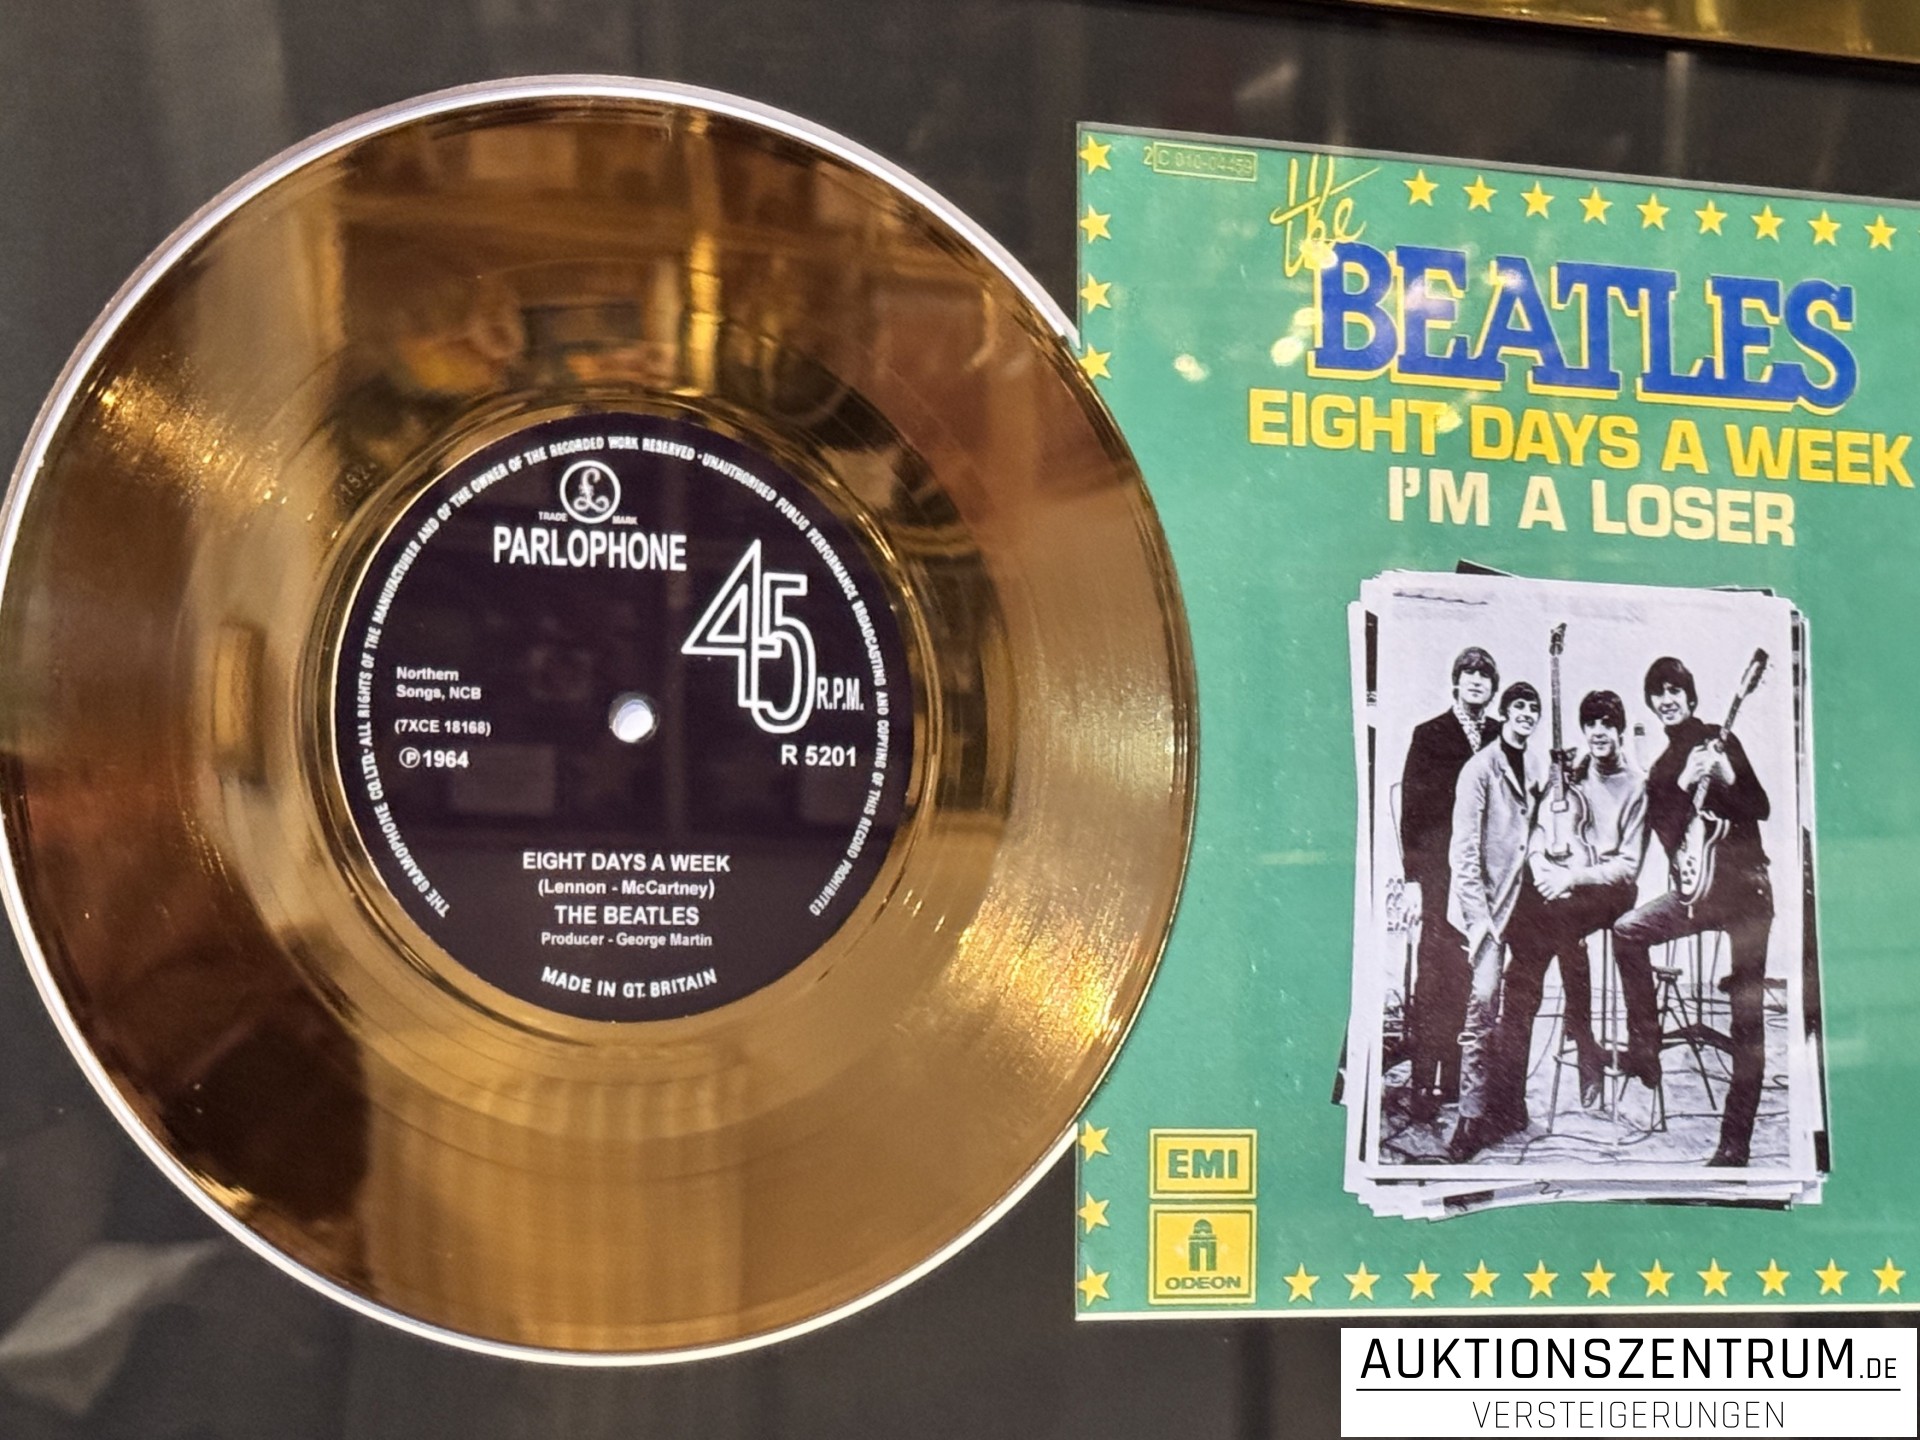 THE GRAMOPHONE CO. LTD. · ALL RIGHTS OF THE MANUFACTURER AND OF THE OWNER OF THE RECORDED WORK RESERVED · UNAUTHORISED PUBLIC PERFORMANCE BROADCASTING AND COPYING OF THIS RECORD PROHIBITED
£
TRADE MARK
PARLOPHONE
45 R.P.M.
Northern
Songs, NCB
(7XCE 18168)
Ⓟ 1964
R 5201
EIGHT DAYS A WEEK
(Lennon - McCartney)
THE BEATLES
Producer - George Martin
MADE IN GT. BRITAIN
2 C 010-04459
the
BEATLES
EIGHT DAYS A WEEK
I'M A LOSER
EMI
ODEON
AUKTIONSZENTRUM.DE
VERSTEIGERUNGEN